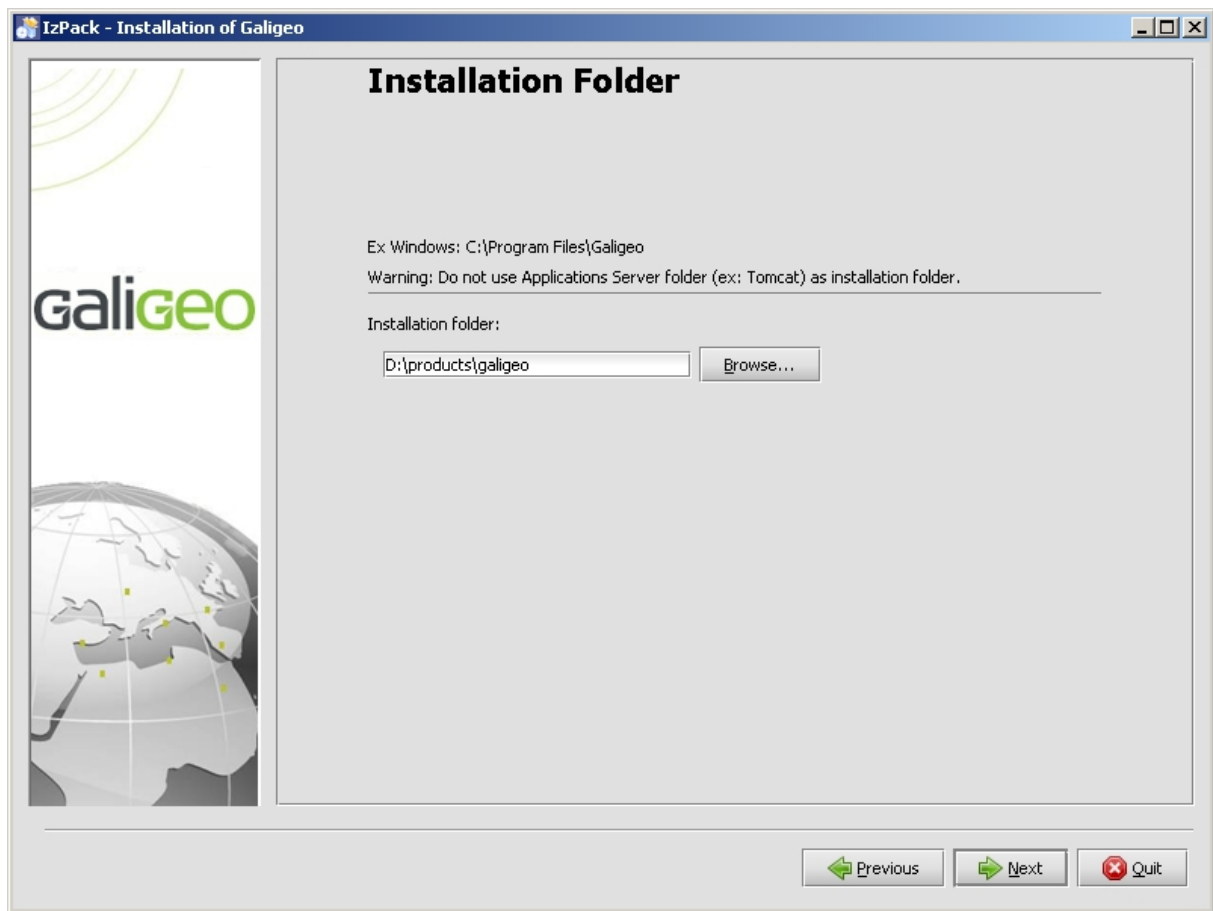 IzPack - Installation of Galigeo
Installation Folder
Ex Windows: C:\Program Files\Galigeo
Warning: Do not use Applications Server folder (ex: Tomcat) as installation folder.
galigeo
Installation folder:
D:\products\galigeo
Browse...
Previous
Next
Quit